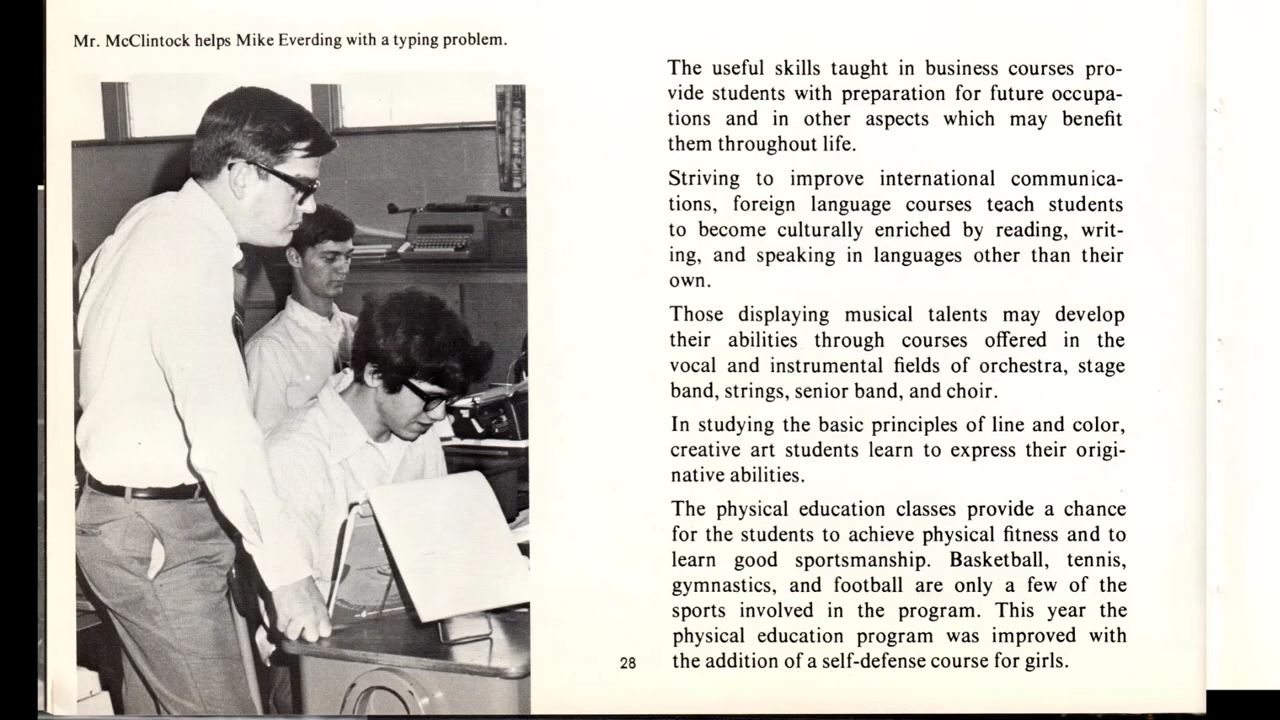 Mr. McClintock helps Mike Everding with a typing problem.
The useful skills taught in business courses pro-
vide students with preparation for future occupa-
tions and in other aspects which may benefit
them throughout life.
Striving to improve international communica-
tions, foreign language courses teach students
to become culturally enriched by reading, writ-
ing, and speaking in languages other than their
own.
Those displaying musical talents may develop
their abilities through courses offered in the
vocal and instrumental fields of orchestra, stage
band, strings, senior band, and choir.
In studying the basic principles of line and color,
creative art students learn to express their origi-
native abilities.
The physical education classes provide a chance
for the students to achieve physical fitness and to
learn good sportsmanship. Basketball, tennis,
gymnastics, and football are only a few of the
sports involved in the program. This year the
physical education program was improved with
the addition of a self-defense course for girls.
28